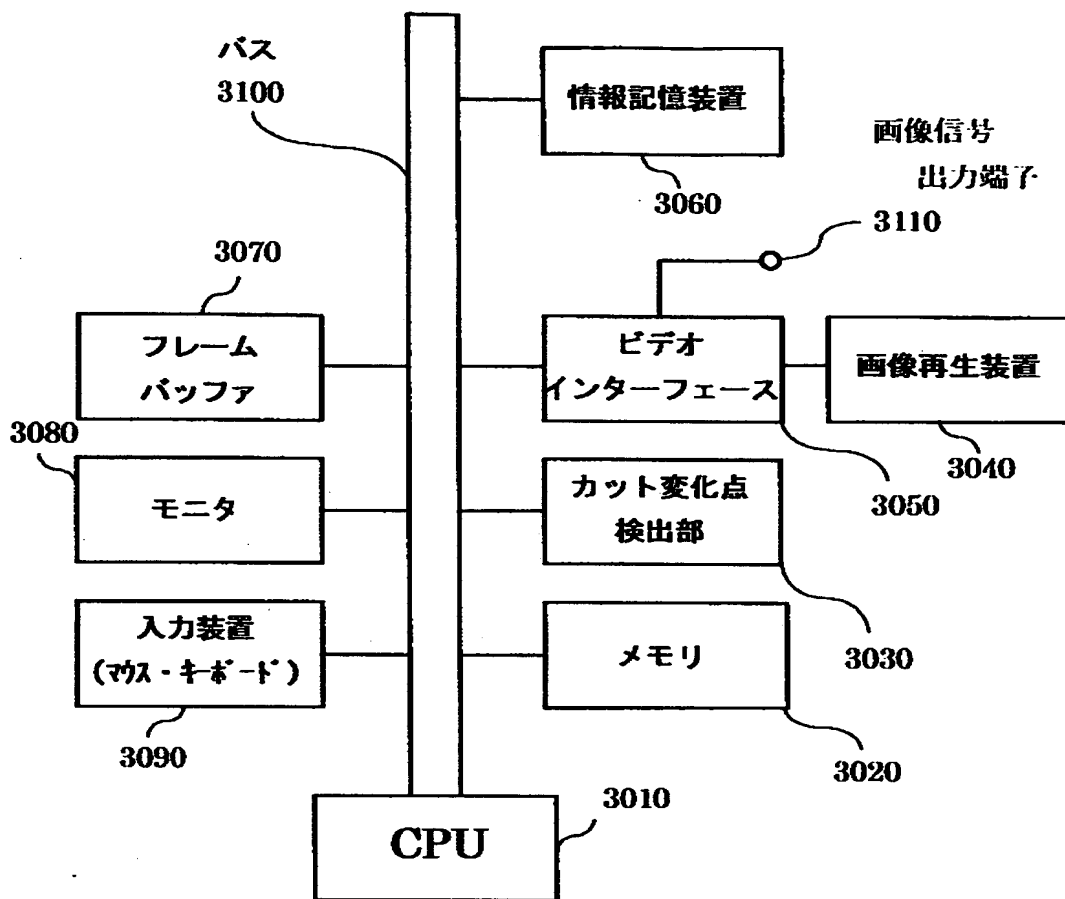 バス
3100
情報記憶装置
3060
画像信号
出力端子
3110
3070
フレーム
バッファ
ビデオ
インターフェース
3050
画像再生装置
3040
3080
モニタ
カット変化点
検出部
3030
入力装置
(マウス・キーボード)
3090
メモリ
3020
3010
CPU